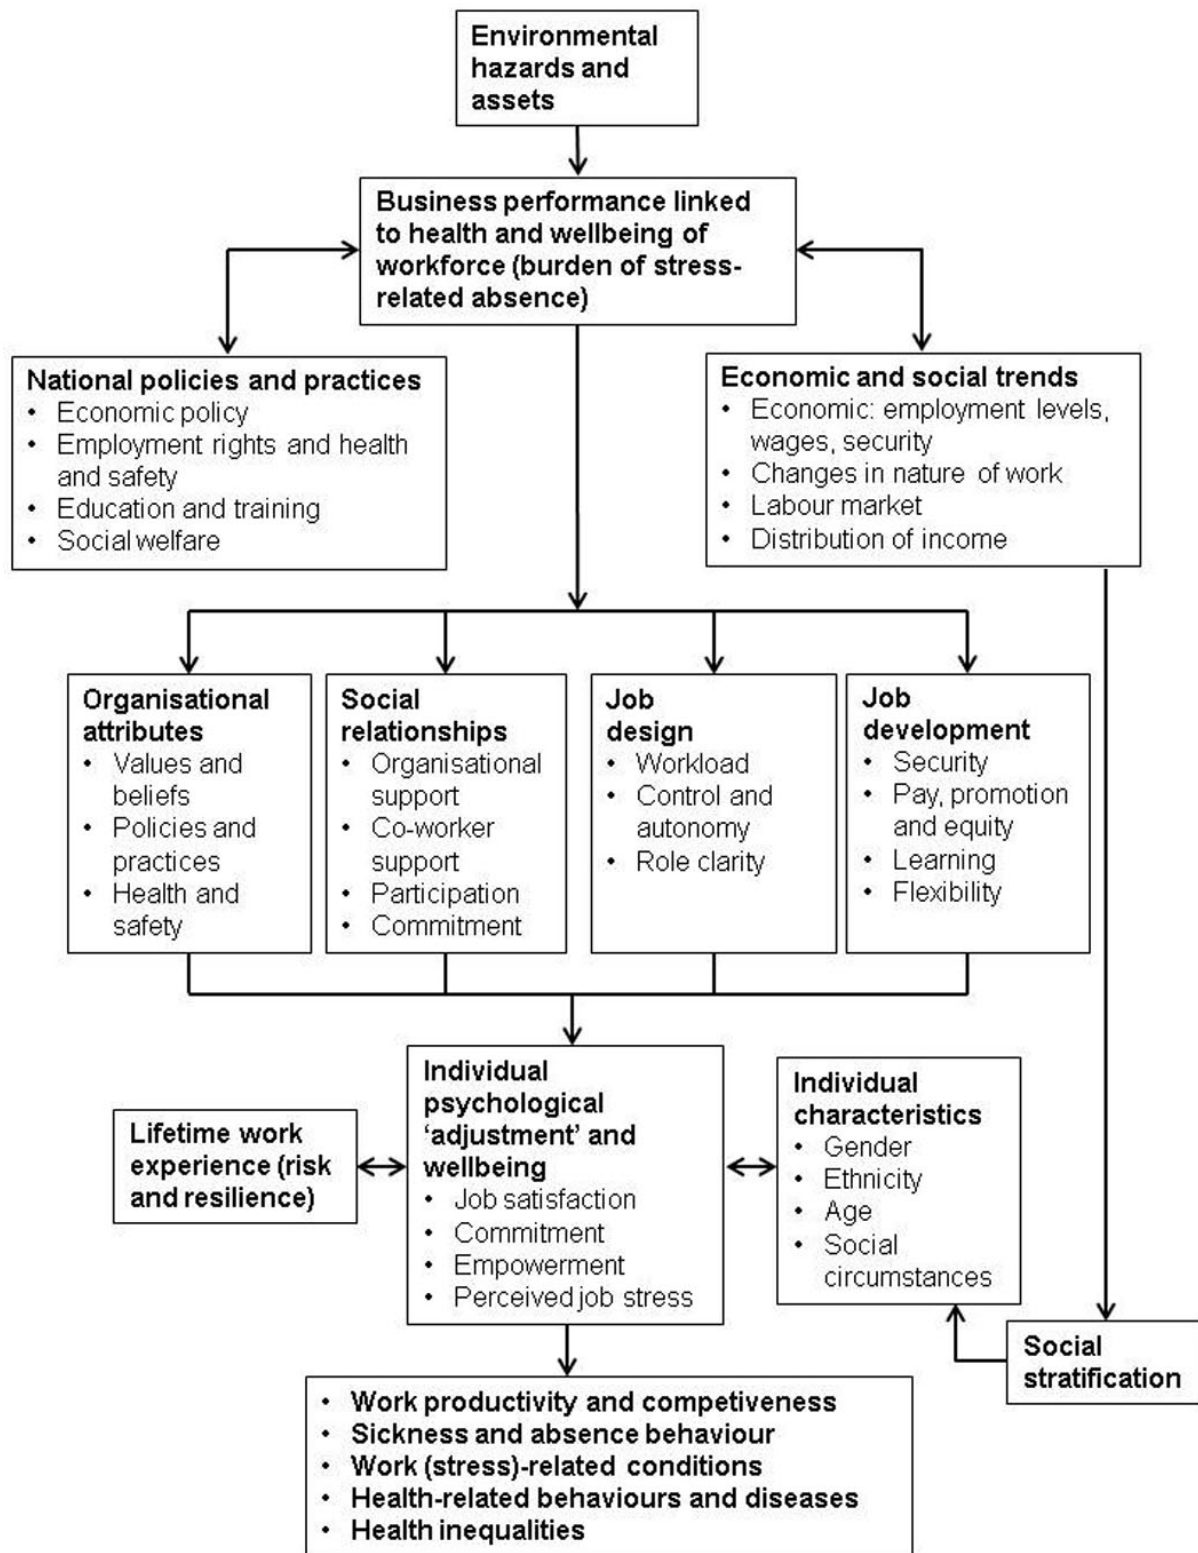 Environmental
hazards and
assets
Business performance linked
to health and wellbeing of
workforce (burden of stress-
related absence)
National policies and practices
• Economic policy
• Employment rights and health
and safety
• Education and training
• Social welfare
Economic and social trends
• Economic: employment levels,
wages, security
• Changes in nature of work
• Labour market
• Distribution of income
Organisational
attributes
• Values and
beliefs
• Policies and
practices
• Health and
safety
Social
relationships
• Organisational
support
• Co-worker
support
• Participation
• Commitment
Job
design
• Workload
• Control and
autonomy
• Role clarity
Job
development
• Security
• Pay, promotion
and equity
• Learning
• Flexibility
Lifetime work
experience (risk
and resilience)
Individual
psychological
‘adjustment’ and
wellbeing
• Job satisfaction
• Commitment
• Empowerment
• Perceived job stress
Individual
characteristics
• Gender
• Ethnicity
• Age
• Social
circumstances
Social
stratification
• Work productivity and competiveness
• Sickness and absence behaviour
• Work (stress)-related conditions
• Health-related behaviours and diseases
• Health inequalities